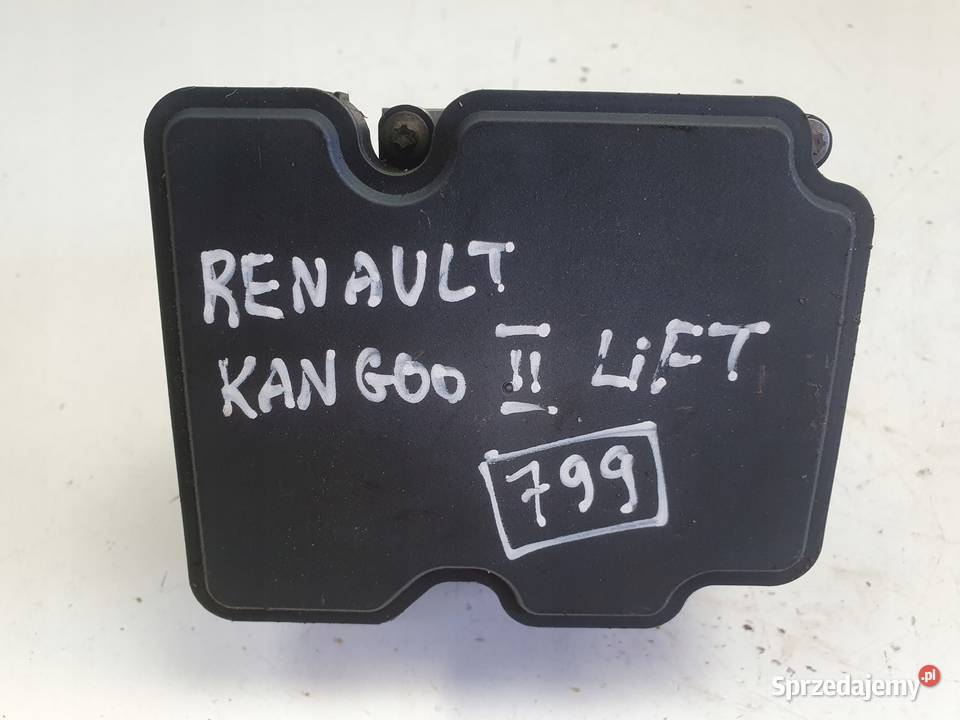 RENAULT
KANGOO II LiFT
799
Sprzedajemy.pl